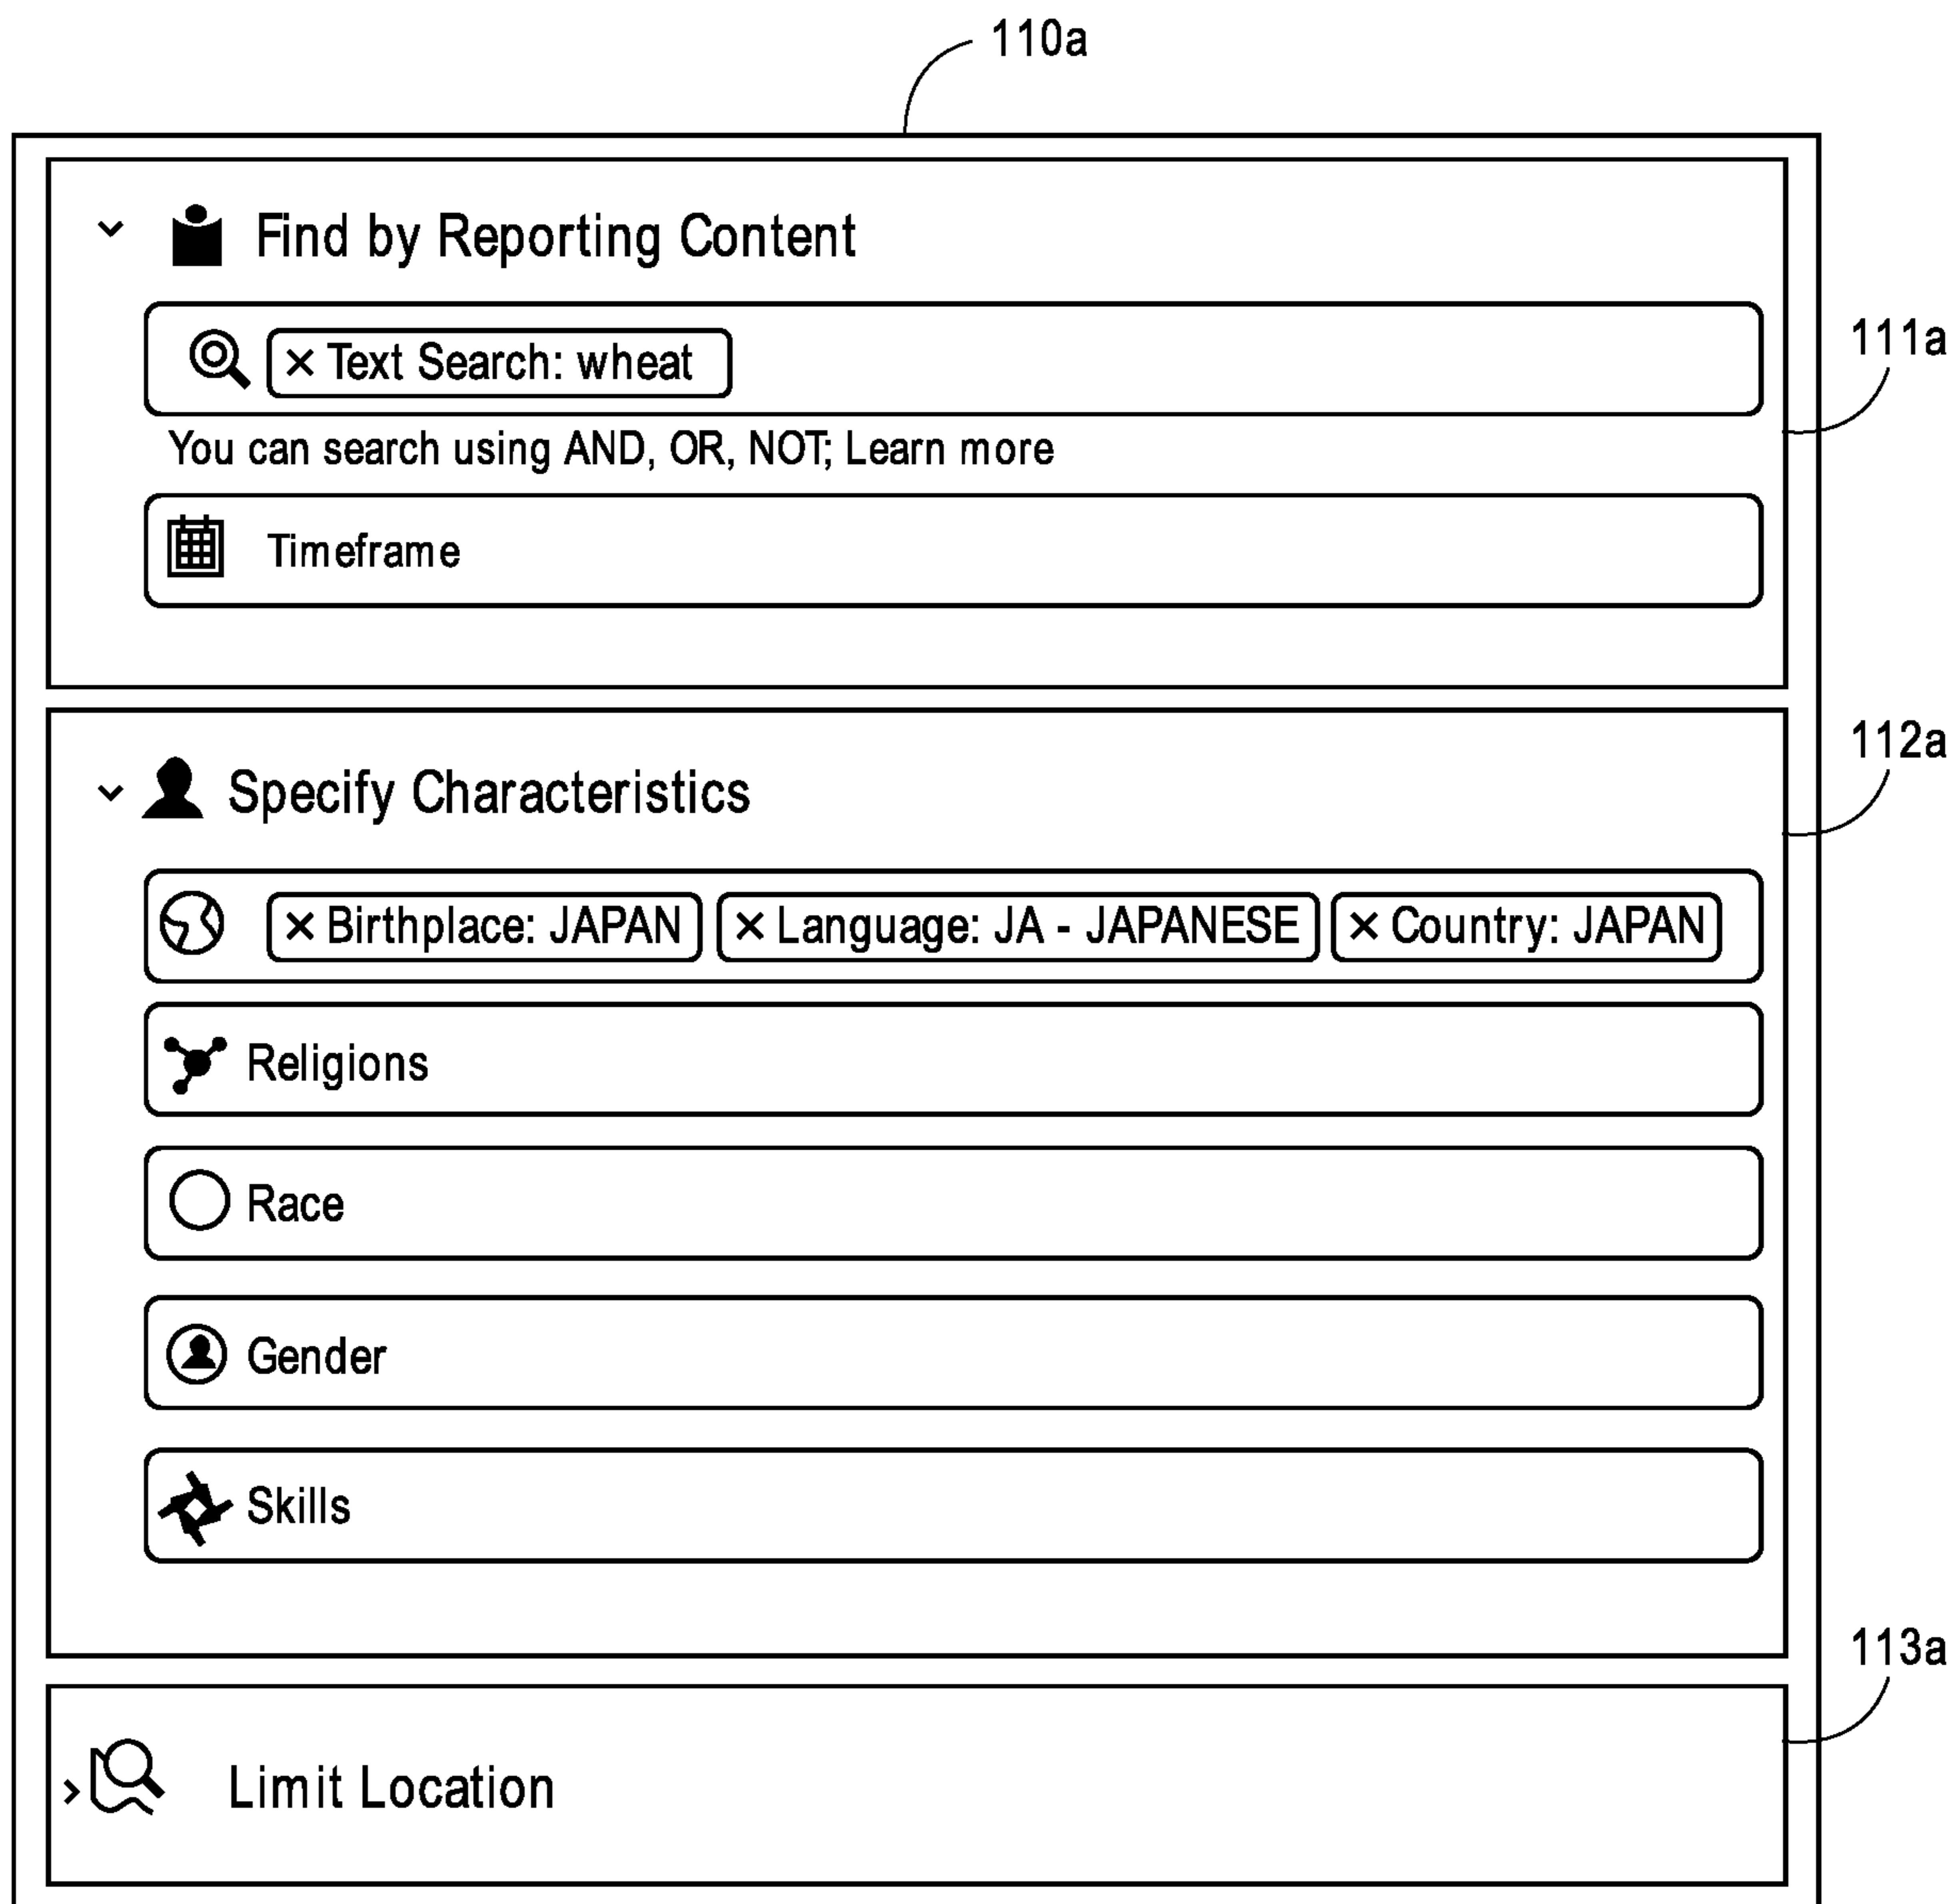 110a
Find by Reporting Content
× Text Search: wheat
111a
You can search using AND, OR, NOT; Learn more
Timeframe
112a
Specify Characteristics
× Birthplace: JAPAN × Language: JA - JAPANESE × Country: JAPAN
Religions
Race
Gender
Skills
113a
Limit Location